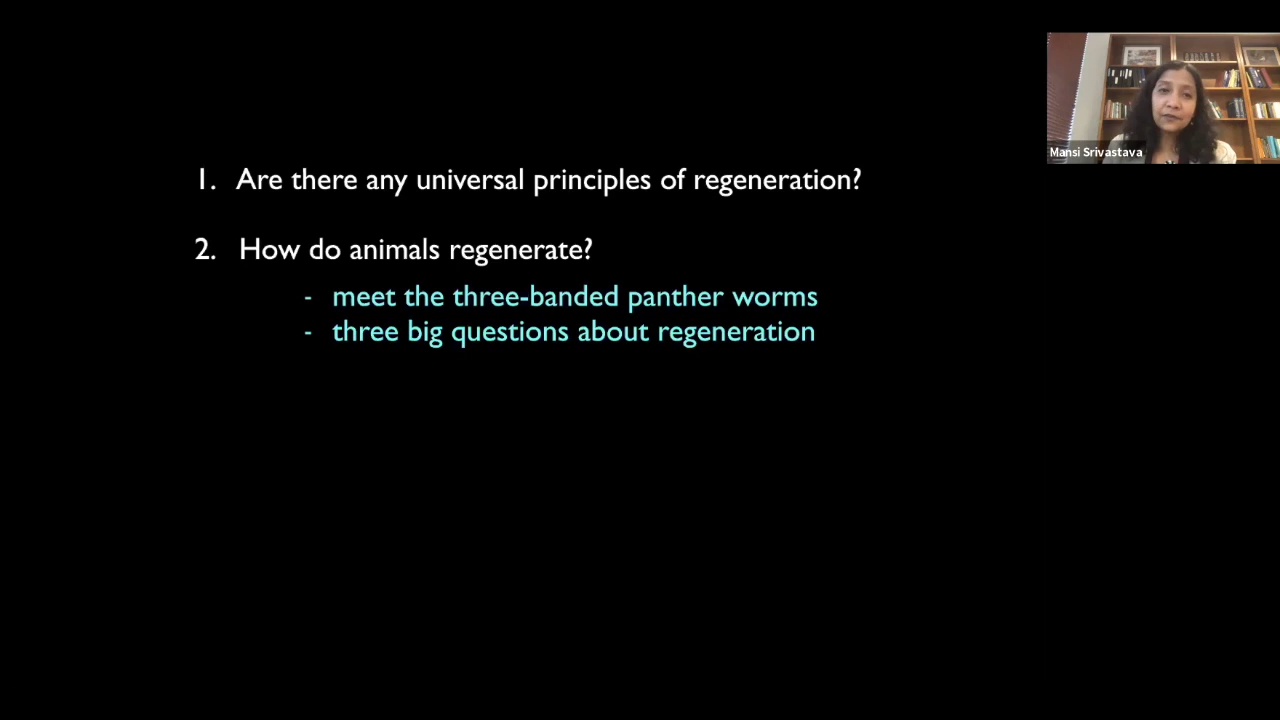 Mansi Srivastava
1. Are there any universal principles of regeneration?
2. How do animals regenerate?
- meet the three-banded panther worms
- three big questions about regeneration